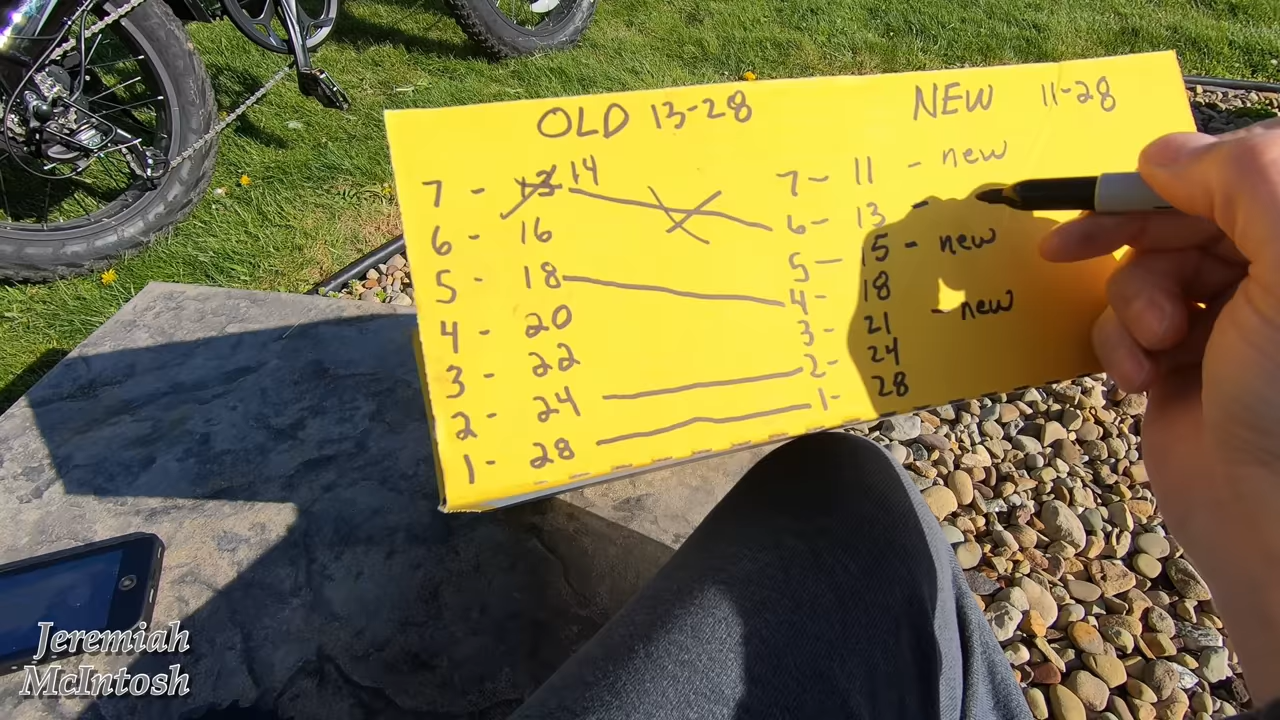 OLD 13-28
7 - 13 14
6 - 16
5 - 18
4 - 20
3 - 22
2 - 24
1 - 28
NEW 11-28
7- 11 - new
6- 13 -
5- 15 - new
4- 18
3- 21 - new
2- 24
1- 28
Jeremiah
McIntosh